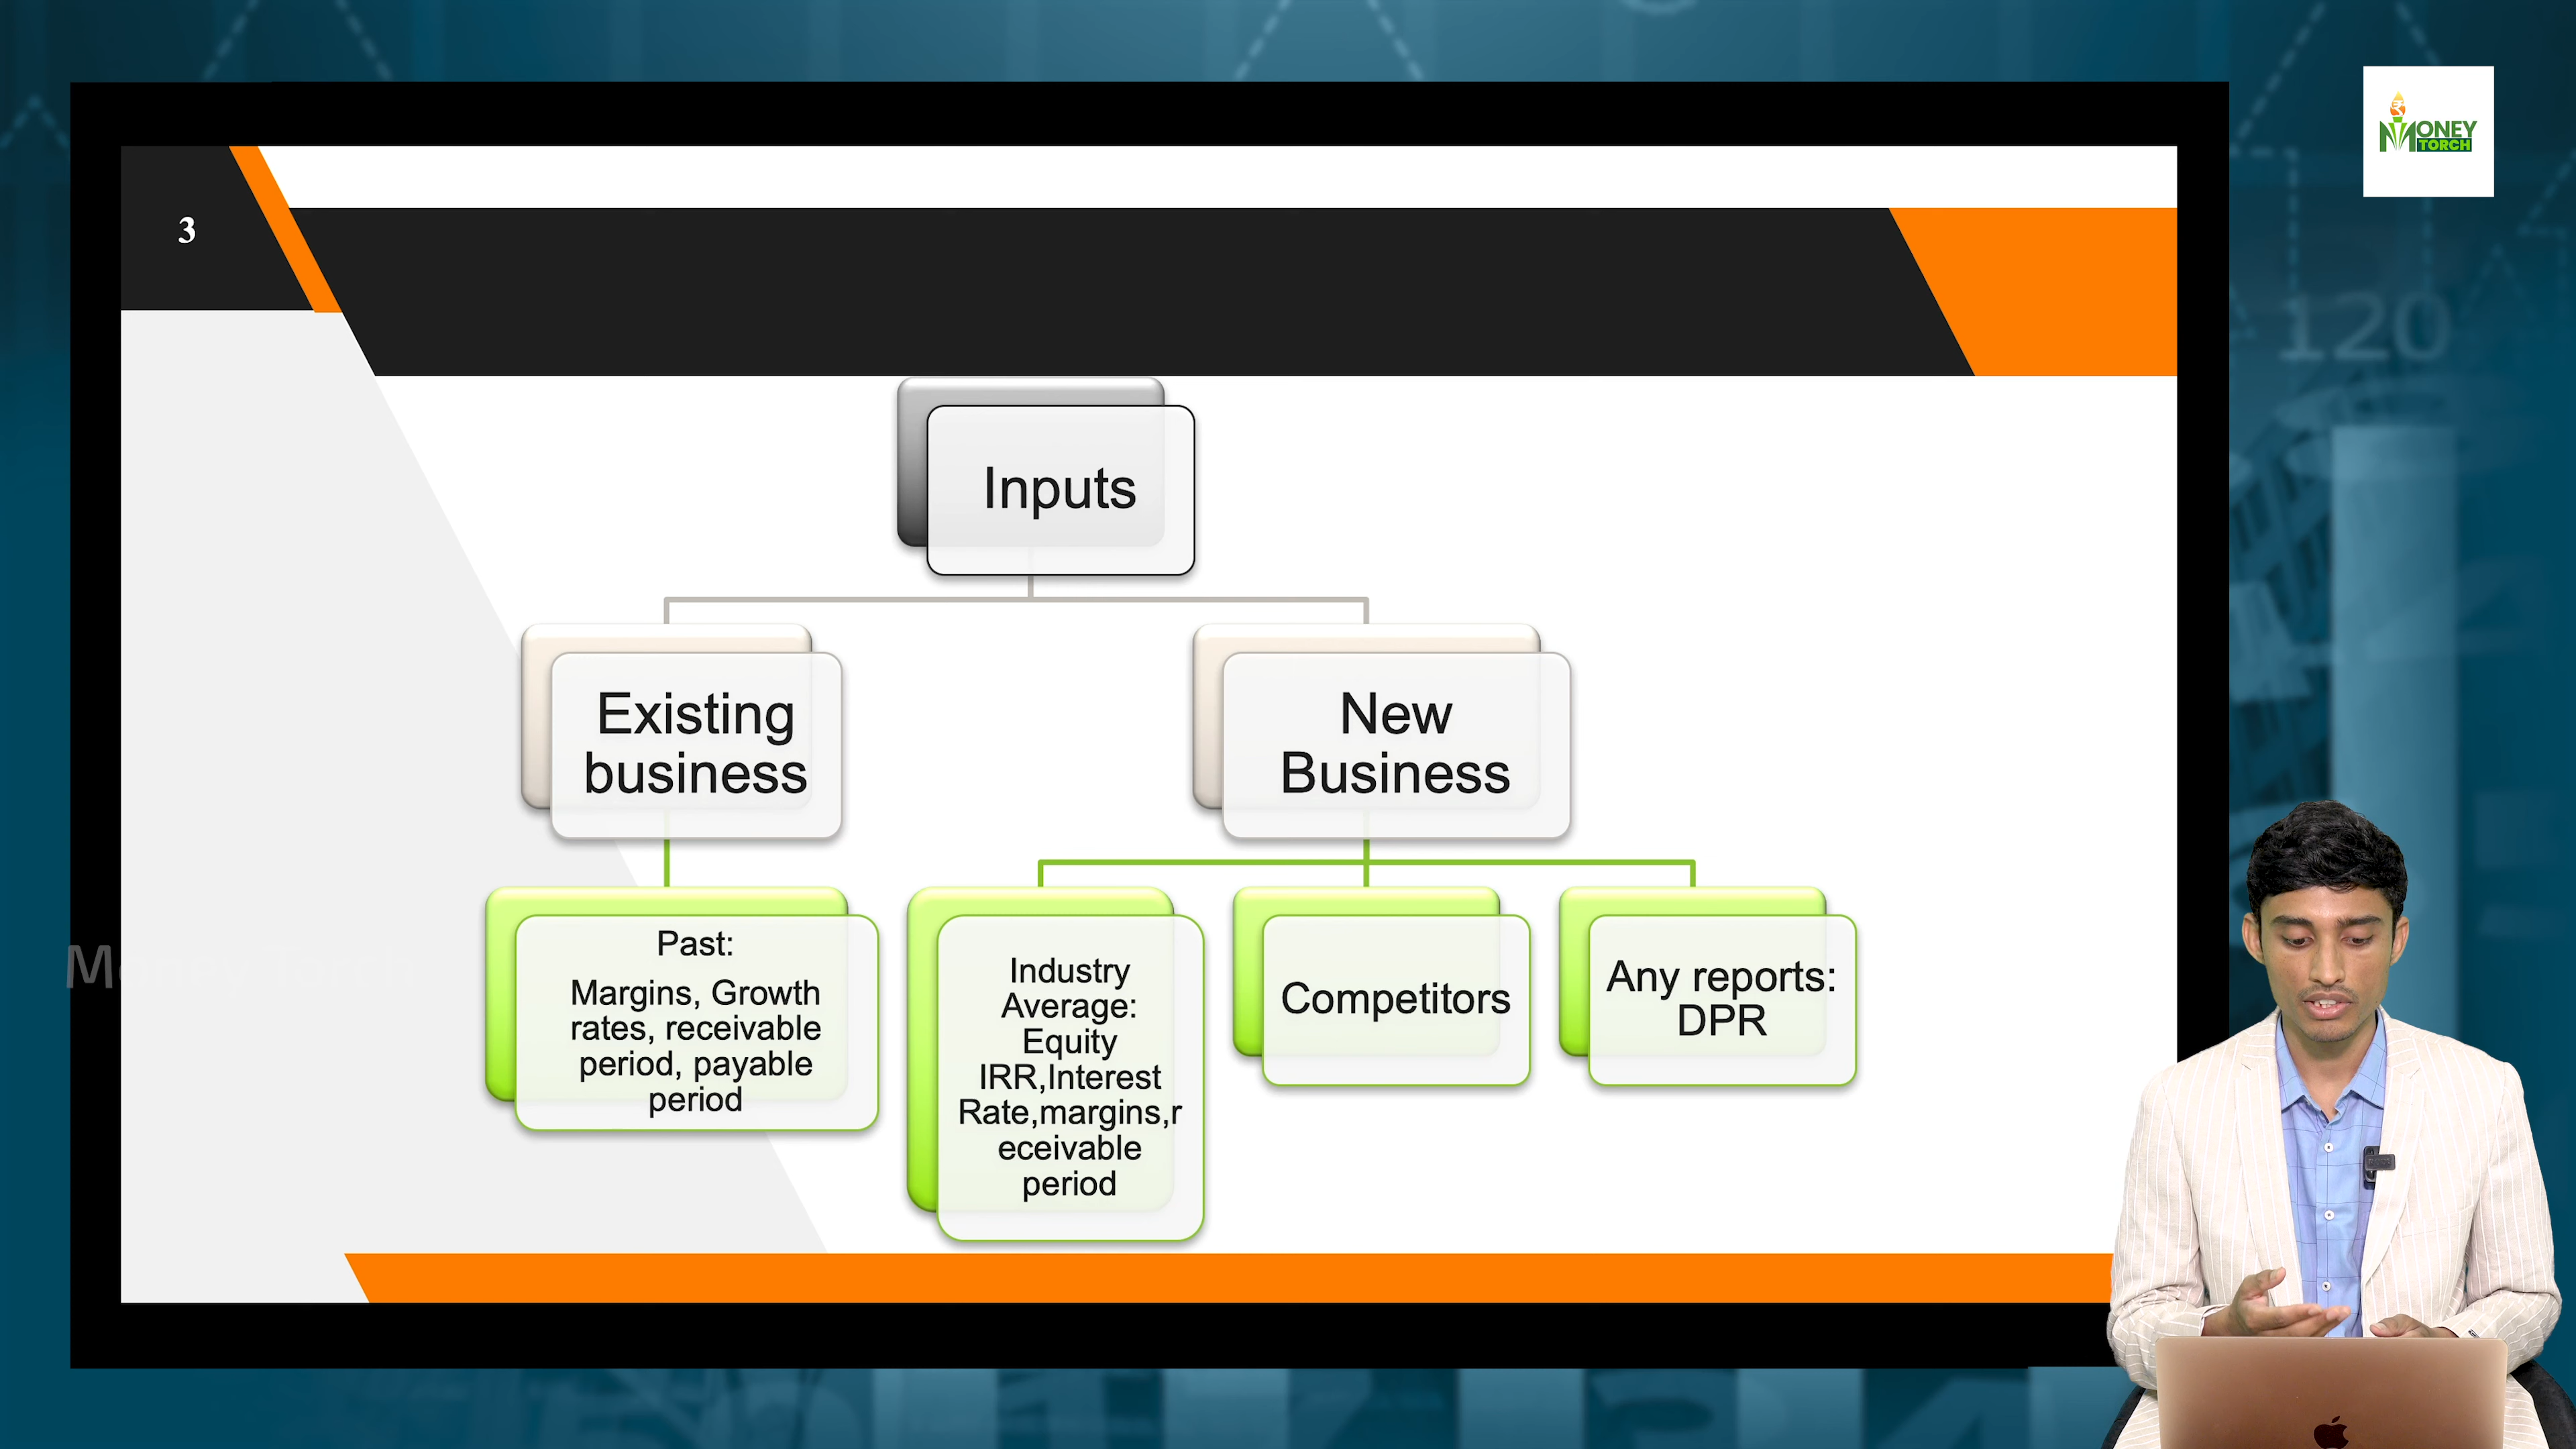 MONEY
TORCH
3
120
Inputs
Existing
business
New
Business
Past:
Margins, Growth
rates, receivable
period, payable
period
Industry
Average:
Equity
IRR,Interest
Rate,margins,r
eceivable
period
Competitors
Any reports:
DPR